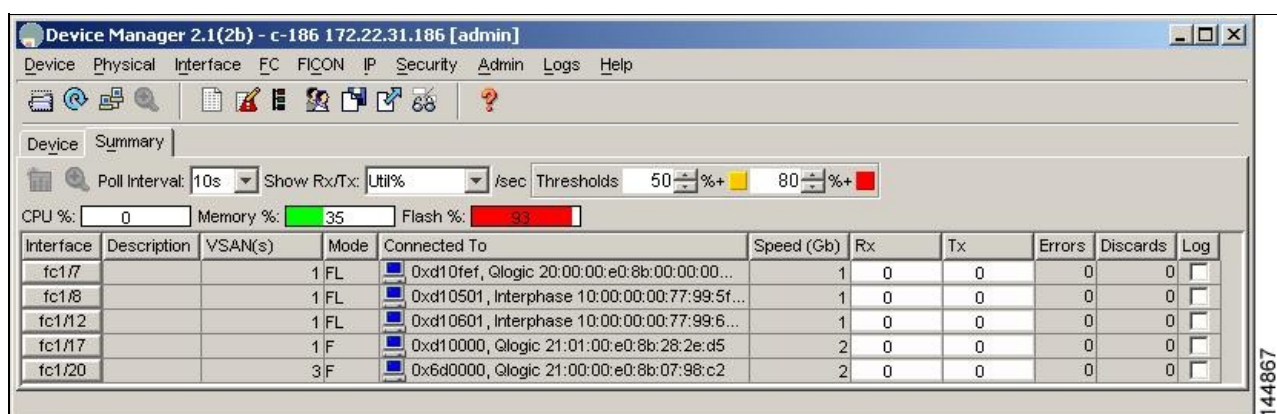 Device Manager 2.1(2b) - c-186 172.22.31.186 [admin]
Device Physical Interface FC FICON IP Security Admin Logs Help
Device Summary
Poll Interval: 10s Show Rx/Tx: Util% /sec Thresholds 50 %+ 80 %+
CPU %: 0 Memory %: 35 Flash %: 93
Interface Description VSAN(s) Mode Connected To Speed (Gb) Rx Tx Errors Discards Log
fc1/7 1 FL 0xd10fef, Qlogic 20:00:00:e0:8b:00:00:00... 1 0 0 0 0
fc1/8 1 FL 0xd10501, Interphase 10:00:00:00:77:99:5f... 1 0 0 0 0
fc1/12 1 FL 0xd10601, Interphase 10:00:00:00:77:99:6... 1 0 0 0 0
fc1/17 1 F 0xd10000, Qlogic 21:01:00:e0:8b:28:2e:d5 2 0 0 0 0
fc1/20 3 F 0x6d0000, Qlogic 21:00:00:e0:8b:07:98:c2 2 0 0 0 0
144867